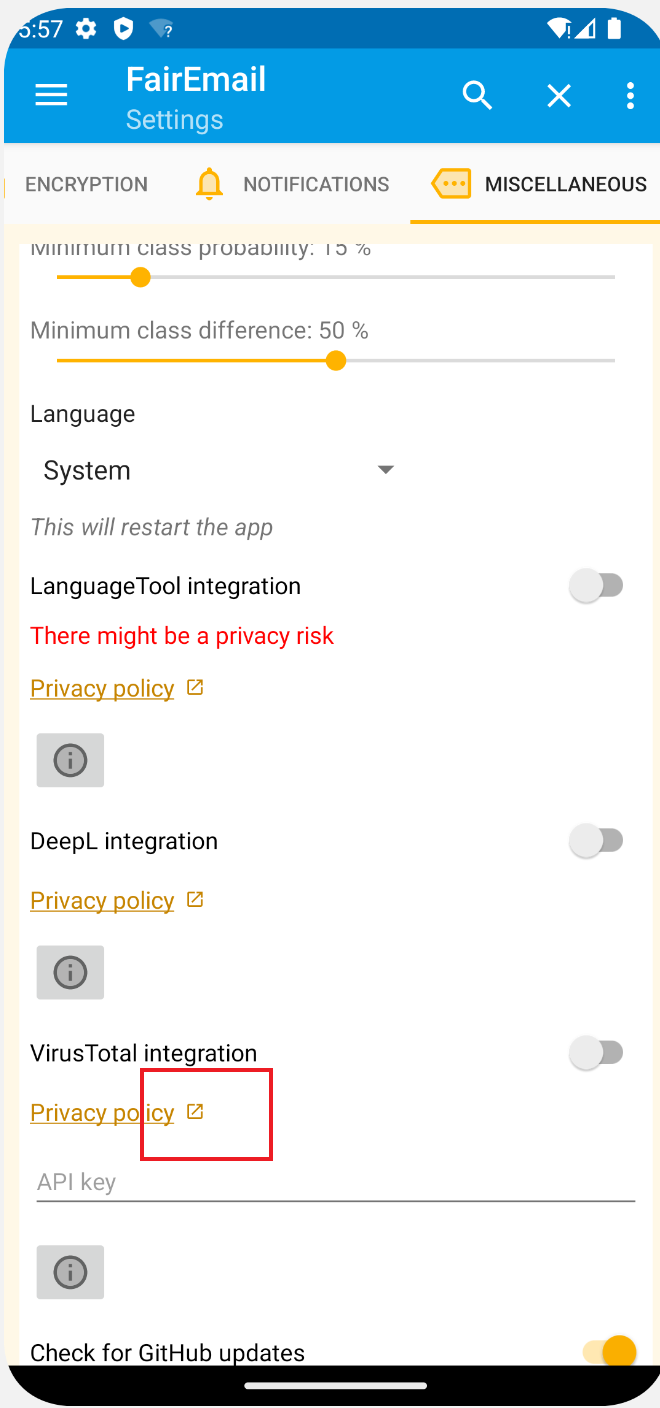 5:57
FairEmail
Settings
ENCRYPTION NOTIFICATIONS MISCELLANEOUS
Minimum class probability: 15 %
Minimum class difference: 50 %
Language
System
This will restart the app
LanguageTool integration
There might be a privacy risk
Privacy policy
DeepL integration
Privacy policy
VirusTotal integration
Privacy policy
API key
Check for GitHub updates